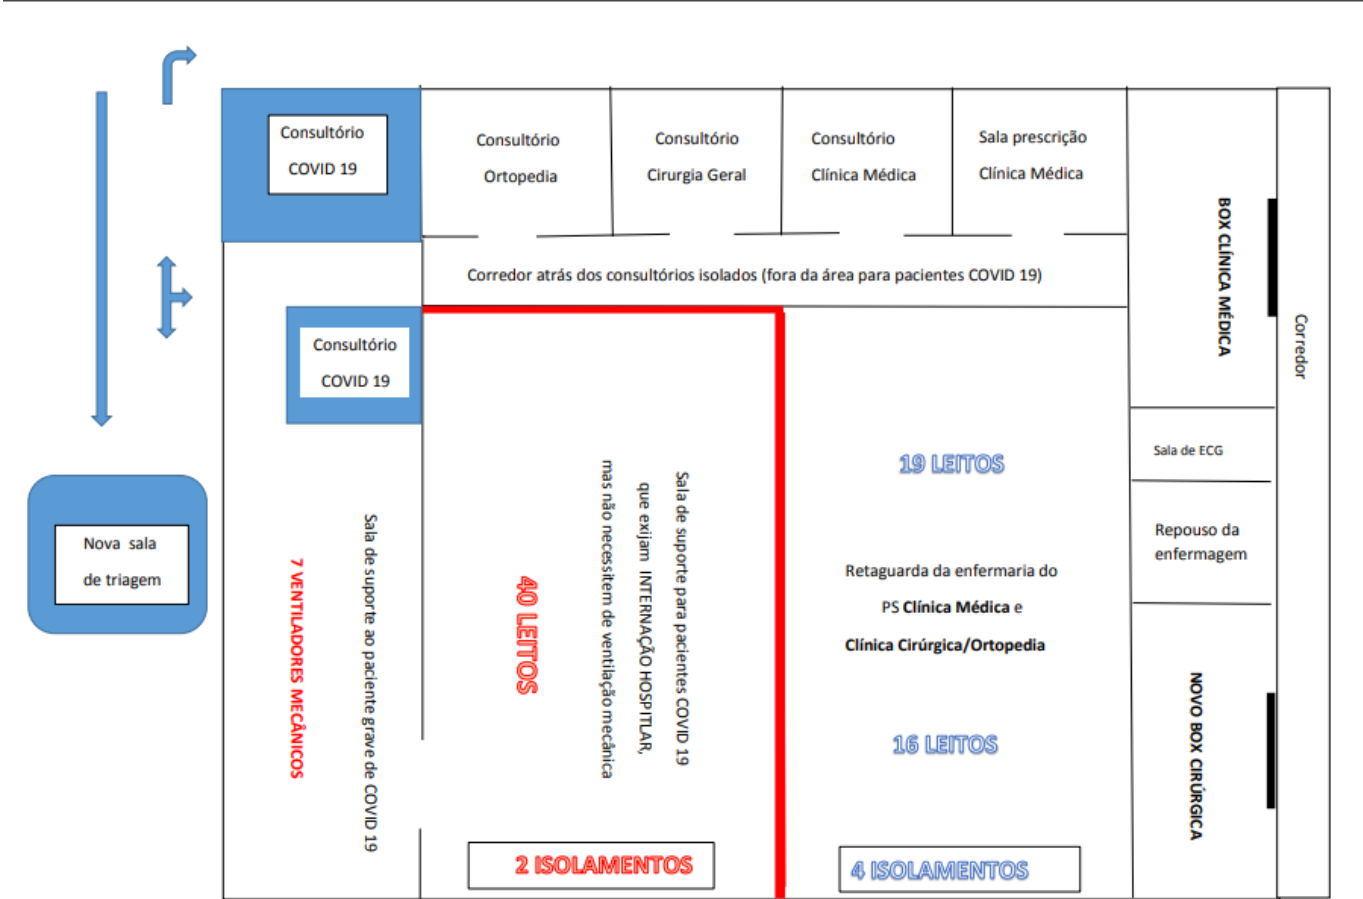 Consultório
COVID 19
Consultório
Ortopedia
Consultório
Cirurgia Geral
Consultório
Clínica Médica
Sala prescrição
Clínica Médica
BOX CLÍNICA MÉDICA
Corredor
Corredor atrás dos consultórios isolados (fora da área para pacientes COVID 19)
Consultório
COVID 19
Nova sala
de triagem
7 VENTILADORES MECÂNICOS
Sala de suporte ao paciente grave de COVID 19
40 LEITOS
Sala de suporte para pacientes COVID 19
que exijam INTERNAÇÃO HOSPITLAR,
mas não necessitem de ventilação mecânica
2 ISOLAMENTOS
19 LEITOS
Retaguarda da enfermaria do
PS Clínica Médica e
Clínica Cirúrgica/Ortopedia
16 LEITOS
4 ISOLAMENTOS
Sala de ECG
Repouso da
enfermagem
NOVO BOX CIRÚRGICA